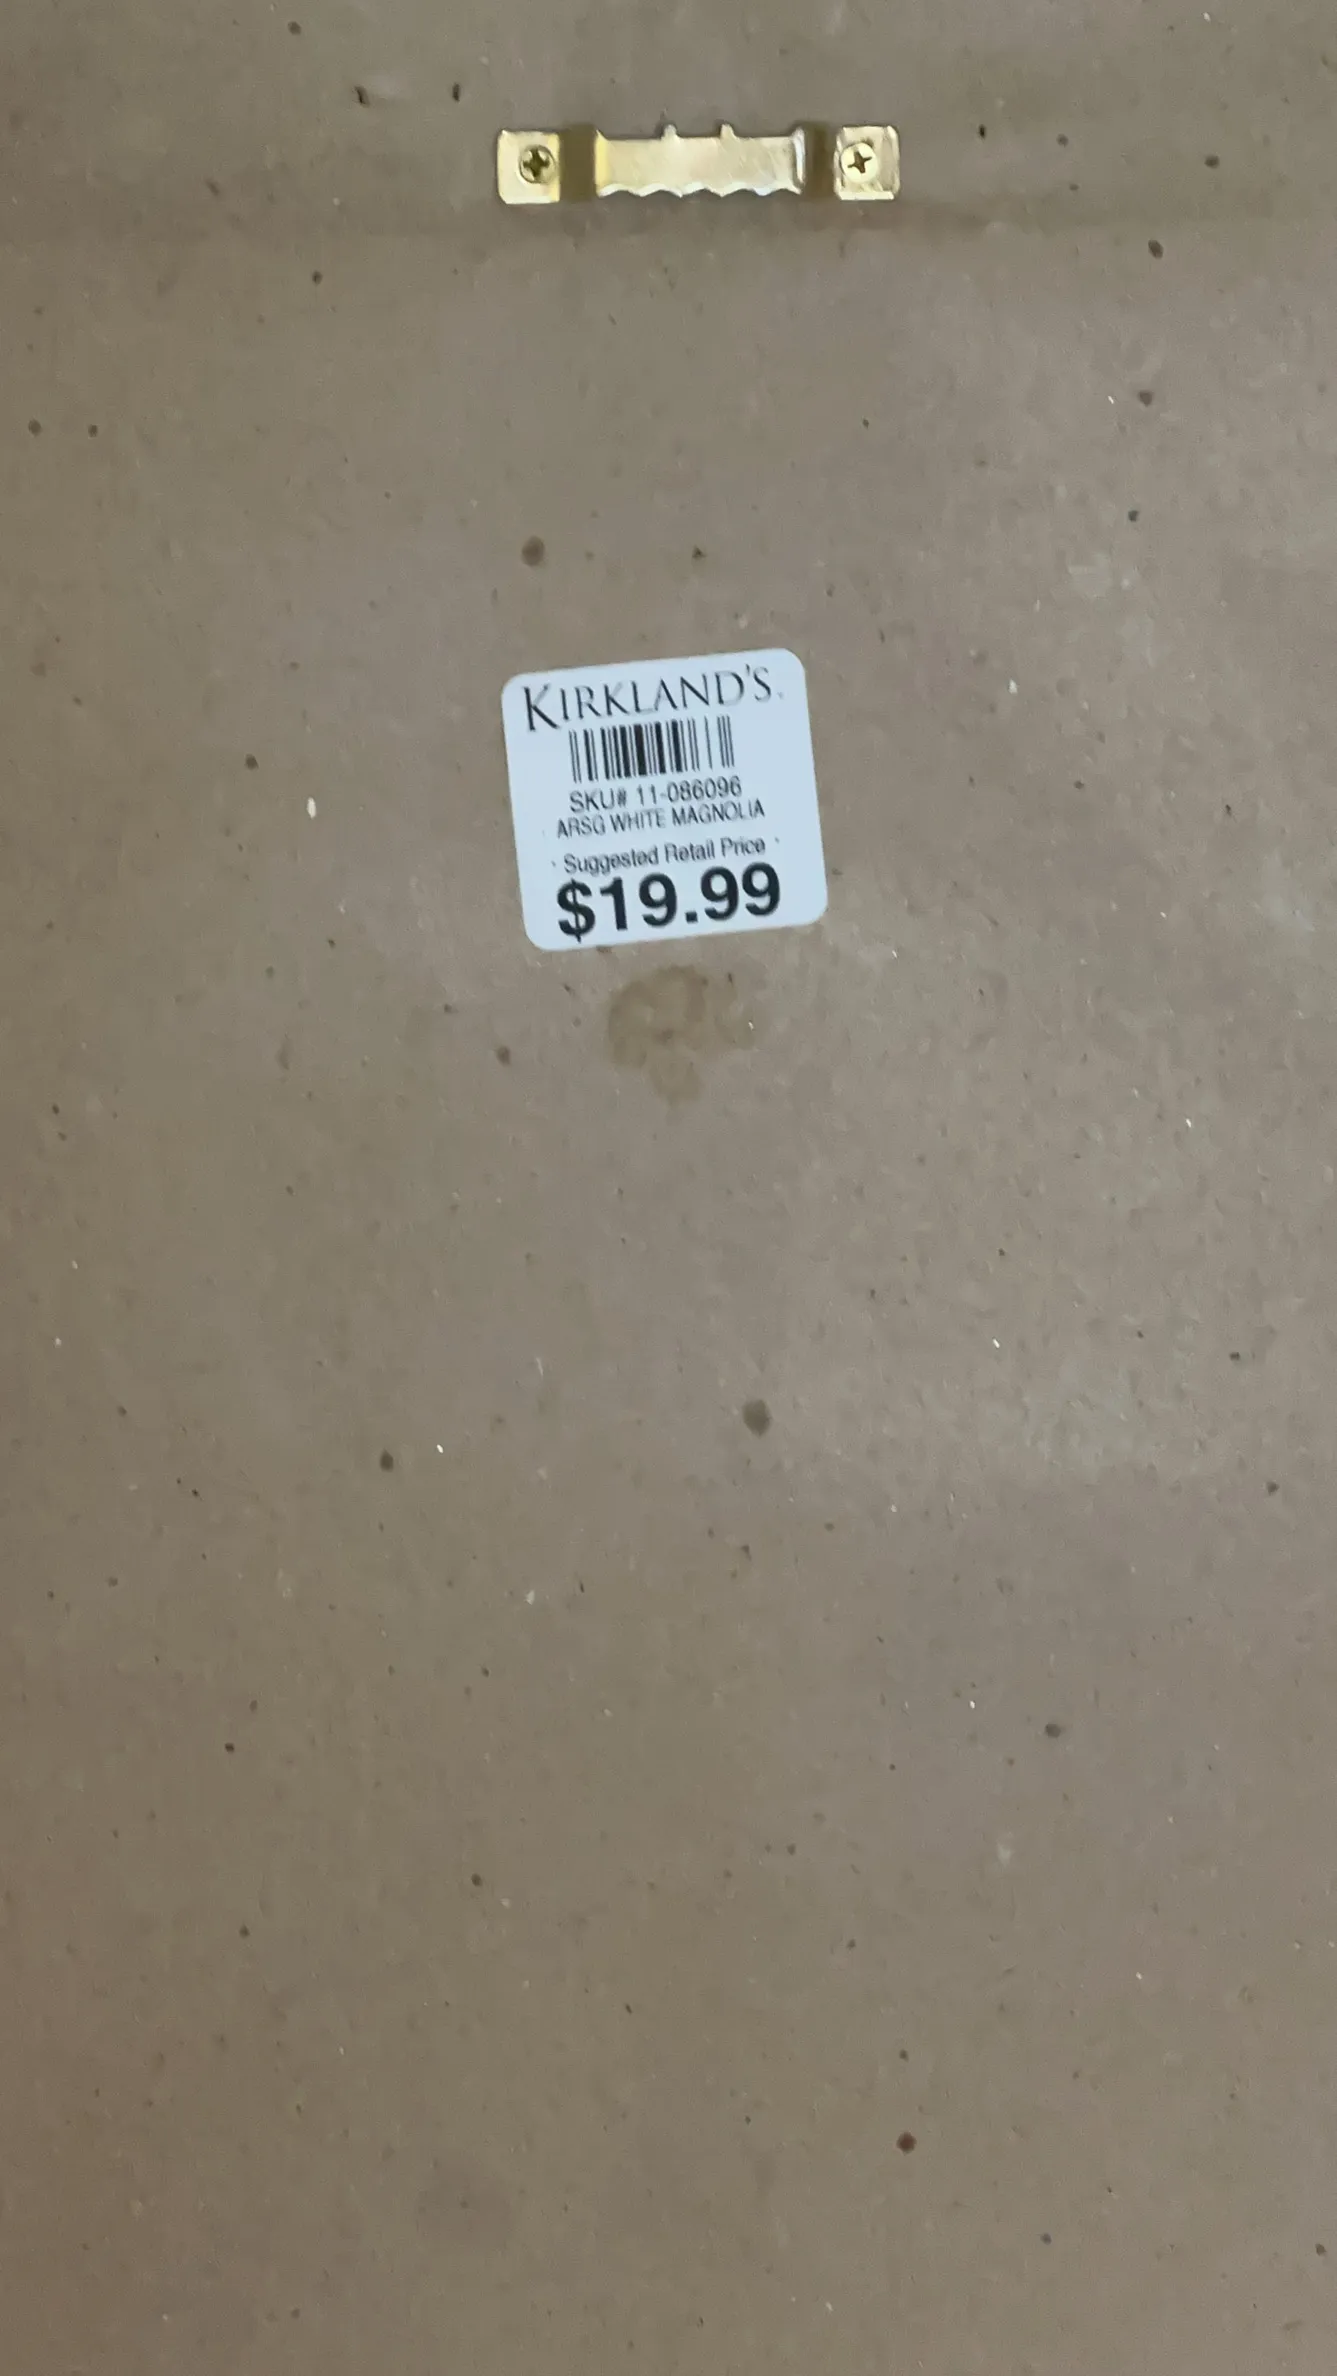 KIRKLAND'S
SKU# 11-086096
ARSG WHITE MAGNOLIA
Suggested Retail Price
$19.99